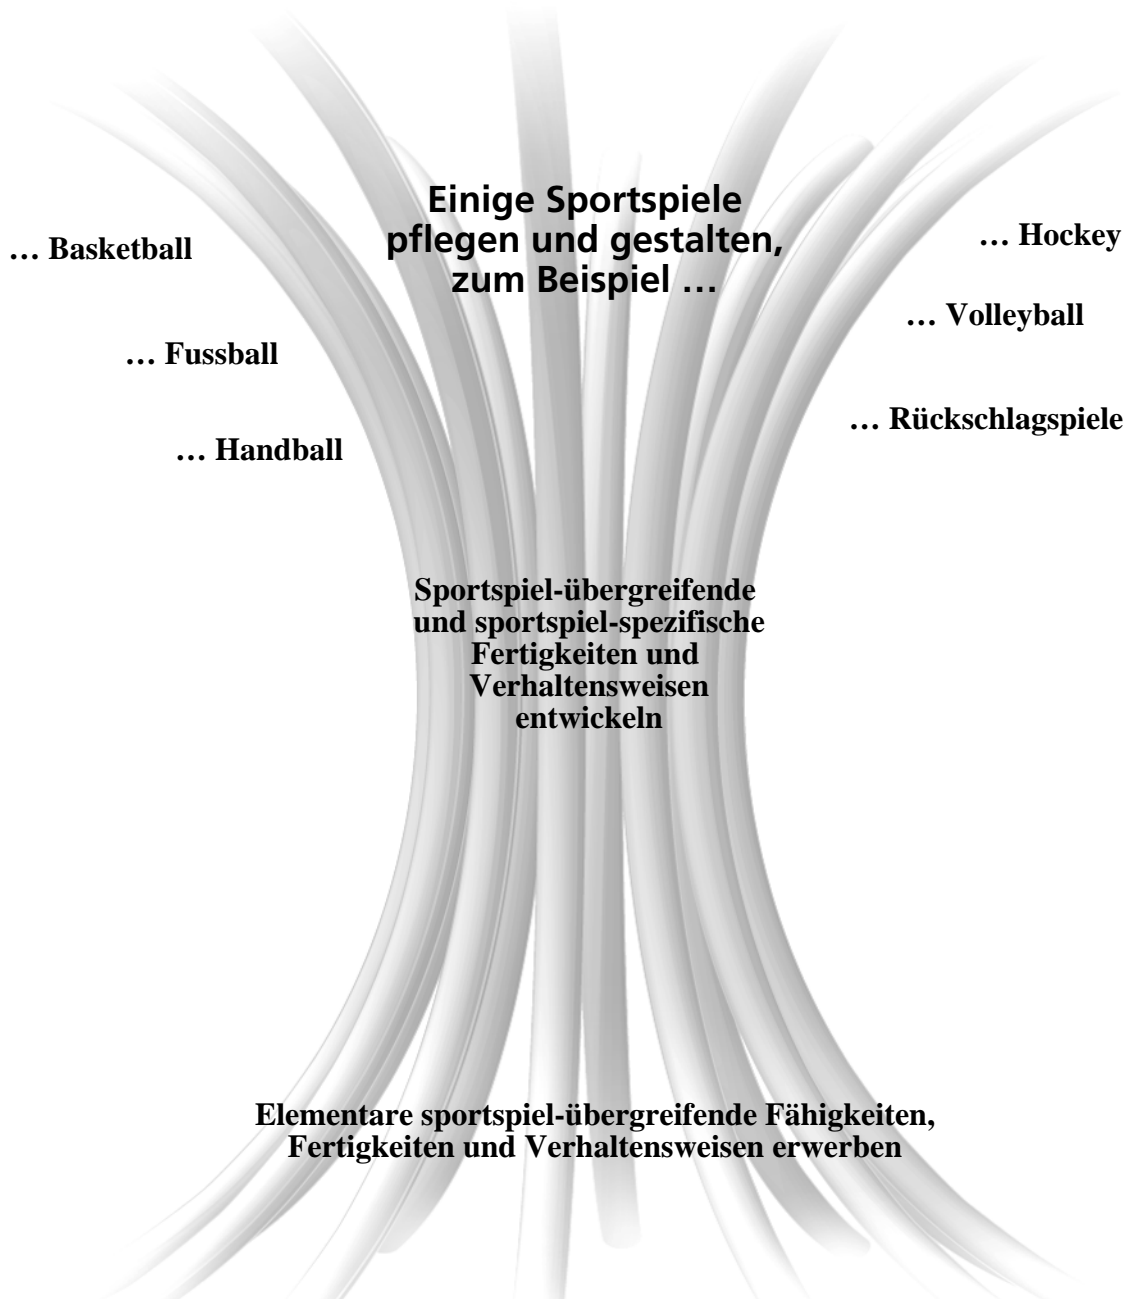 Einige Sportspiele
pflegen und gestalten,
zum Beispiel …
… Basketball
… Fussball
… Handball
… Hockey
… Volleyball
… Rückschlagspiele
Sportspiel-übergreifende
und sportspiel-spezifische
Fertigkeiten und
Verhaltensweisen
entwickeln
Elementare sportspiel-übergreifende Fähigkeiten,
Fertigkeiten und Verhaltensweisen erwerben